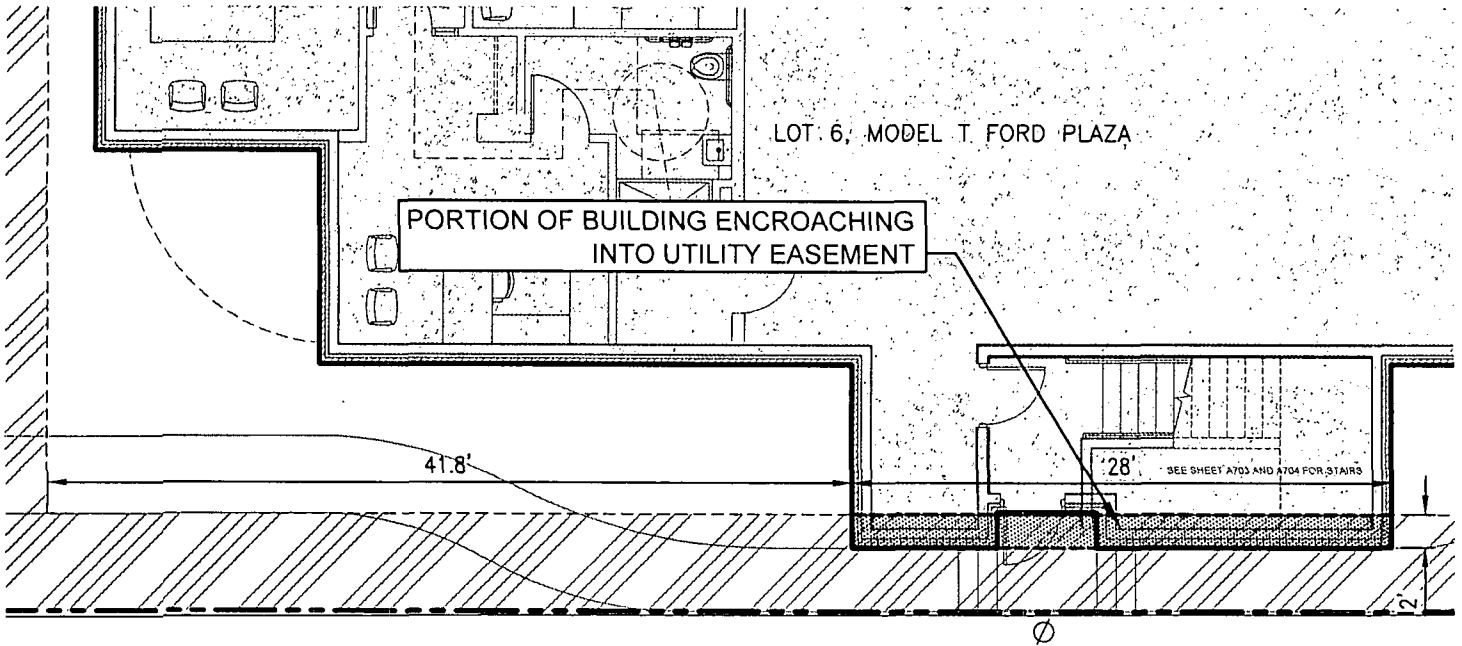 LOT 6, MODEL T FORD PLAZA
PORTION OF BUILDING ENCROACHING
INTO UTILITY EASEMENT
41.8'
28'
SEE SHEET A703 AND A704 FOR STAIRS
2'